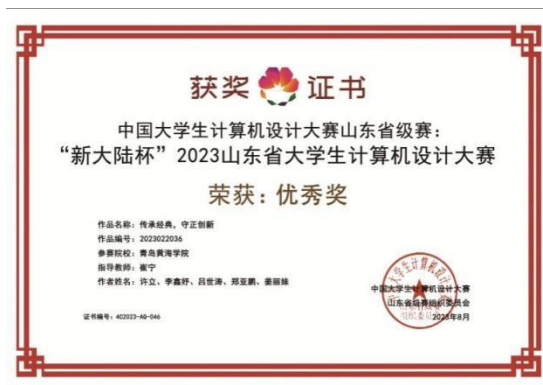 获奖证书
中国大学生计算机设计大赛山东省级赛：
“新大陆杯”2023山东省大学生计算机设计大赛
荣获：优秀奖
作品名称：传承经典，守正创新
作品编号：2023022036
参赛院校：青岛黄海学院
指导教师：崔宁
作者姓名：许立、李鑫妤、吕世涛、郑亚鹏、姜丽妹
中国大学生计算机设计大赛
山东省级赛组织委员会
2023年8月
证书编号：4C2023-AQ-046